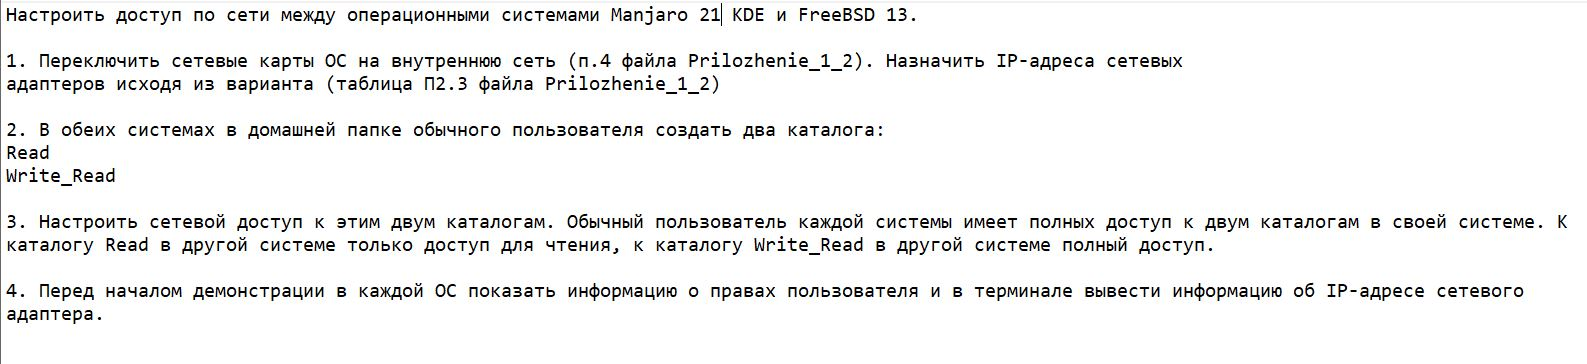 Настроить доступ по сети между операционными системами Manjaro 21 KDE и FreeBSD 13.
1. Переключить сетевые карты ОС на внутреннюю сеть (п.4 файла Prilozhenie_1_2). Назначить IP-адреса сетевых
адаптеров исходя из варианта (таблица П2.3 файла Prilozhenie_1_2)
2. В обеих системах в домашней папке обычного пользователя создать два каталога:
Read
Write_Read
3. Настроить сетевой доступ к этим двум каталогам. Обычный пользователь каждой системы имеет полных доступ к двум каталогам в своей системе. К
каталогу Read в другой системе только доступ для чтения, к каталогу Write_Read в другой системе полный доступ.
4. Перед началом демонстрации в каждой ОС показать информацию о правах пользователя и в терминале вывести информацию об IP-адресе сетевого
адаптера.